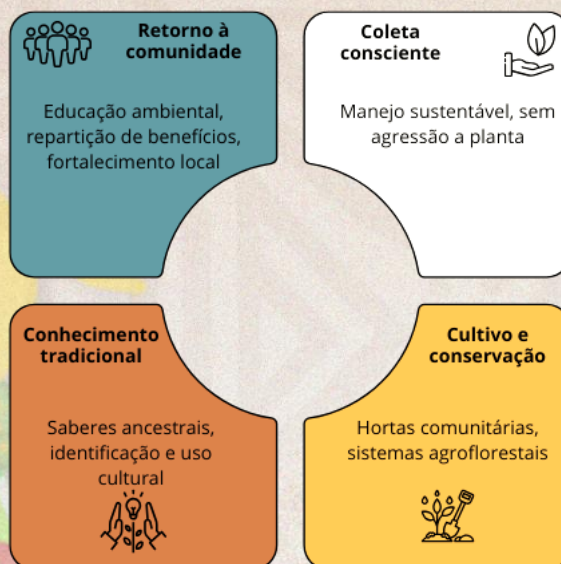 Retorno à
comunidade
Educação ambiental,
repartição de benefícios,
fortalecimento local
Coleta
consciente
Manejo sustentável, sem
agressão a planta
Conhecimento
tradicional
Saberes ancestrais,
identificação e uso
cultural
Cultivo e
conservação
Hortas comunitárias,
sistemas agroflorestais